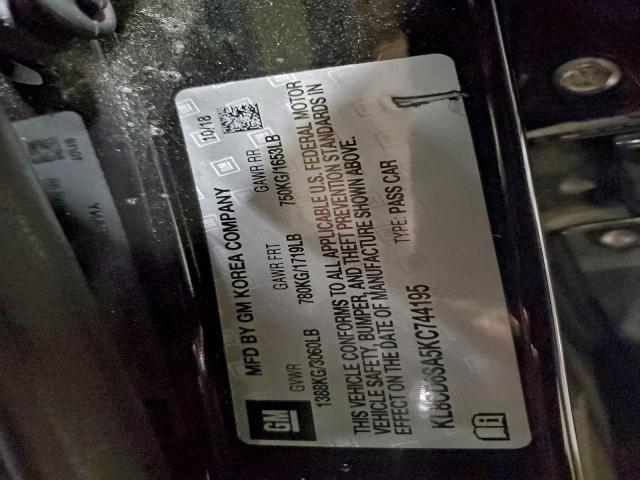 GM
MFD BY GM KOREA COMPANY 10/18
GVWR GAWR FRT GAWR RR
1388KG/3060LB 780KG/1719LB 750KG/1653LB
THIS VEHICLE CONFORMS TO ALL APPLICABLE U.S. FEDERAL MOTOR
VEHICLE SAFETY, BUMPER, AND THEFT PREVENTION STANDARDS IN
EFFECT ON THE DATE OF MANUFACTURE SHOWN ABOVE.
KL8CD6SA5KC744195 TYPE: PASS CAR